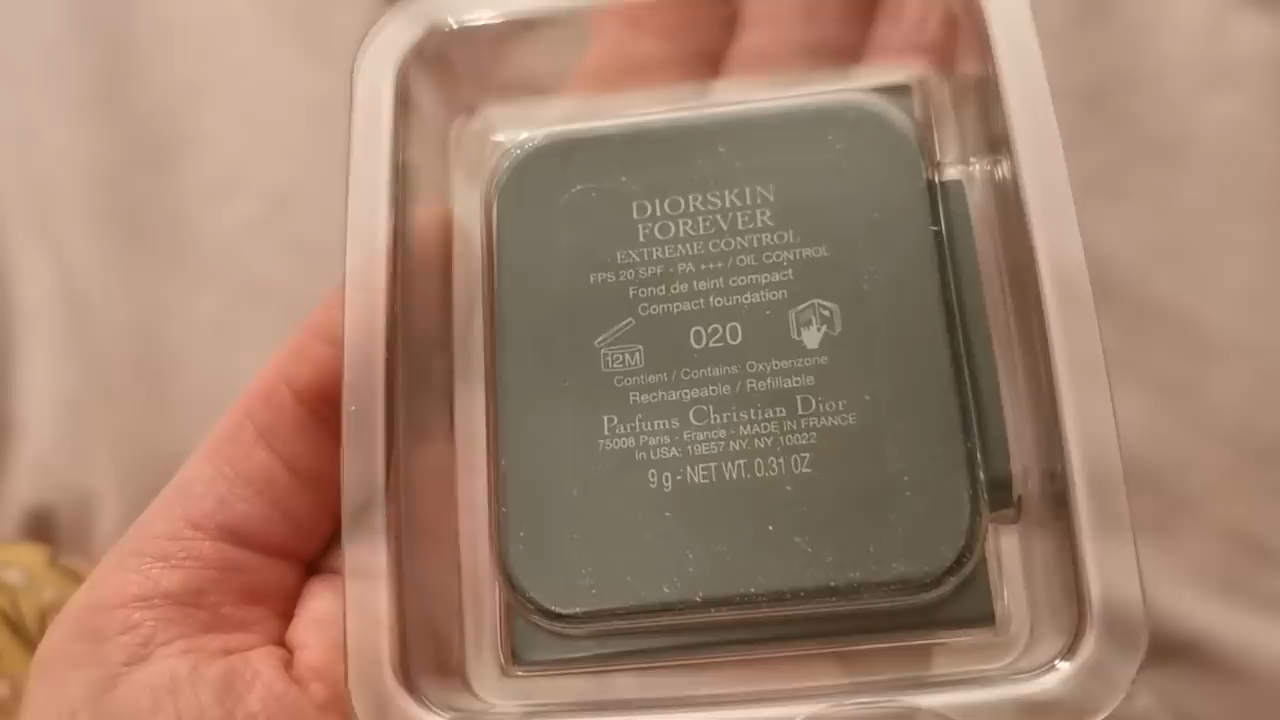 DIORSKIN
FOREVER
EXTREME CONTROL
FPS 20 SPF - PA +++ / OIL CONTROL
Fond de teint compact
Compact foundation
12M
020
Contient / Contains: Oxybenzone
Rechargeable / Refillable
Parfums Christian Dior
75008 Paris - France - MADE IN FRANCE
In USA: 19E57 NY. NY 10022
9 g - NET WT. 0.31 OZ